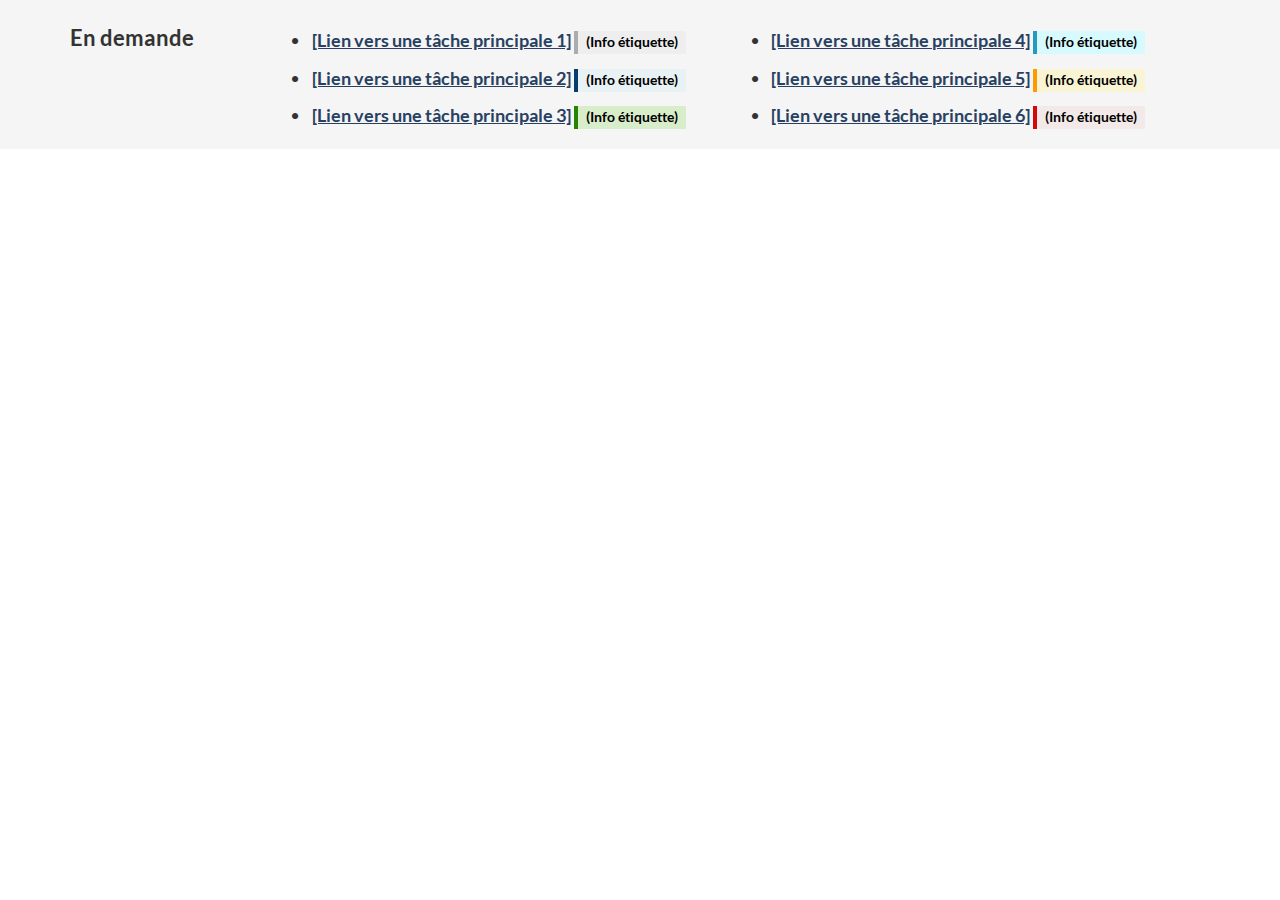 En demande
[Lien vers une tâche principale 1] (Info étiquette)
[Lien vers une tâche principale 2] (Info étiquette)
[Lien vers une tâche principale 3] (Info étiquette)
[Lien vers une tâche principale 4] (Info étiquette)
[Lien vers une tâche principale 5] (Info étiquette)
[Lien vers une tâche principale 6] (Info étiquette)